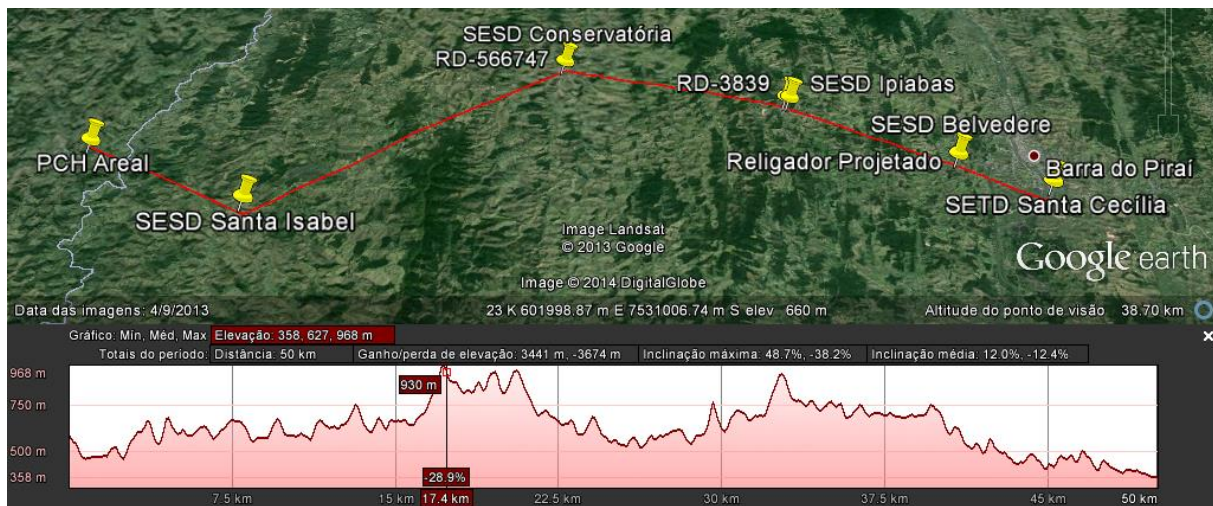 SESD Conservatória
RD-566747
RD-3839
SESD Ipiabas
SESD Belvedere
PCH Areal
Religador Projetado
Barra do Piraí
SESD Santa Isabel
SETD Santa Cecília
Image Landsat
© 2013 Google
Google earth
Image © 2014 DigitalGlobe
Data das imagens: 4/9/2013 23 K 601998.87 m E 7531006.74 m S elev 660 m Altitude do ponto de visão 38.70 km
Gráfico: Mín, Méd, Max Elevação: 358, 627, 968 m
Totais do período: Distância: 50 km Ganho/perda de elevação: 3441 m, -3674 m Inclinação máxima: 48.7%, -38.2% Inclinação média: 12.0%, -12.4%
968 m
930 m
750 m
500 m
358 m
-28.9%
7.5 km 15 km 17.4 km 22.5 km 30 km 37.5 km 45 km 50 km